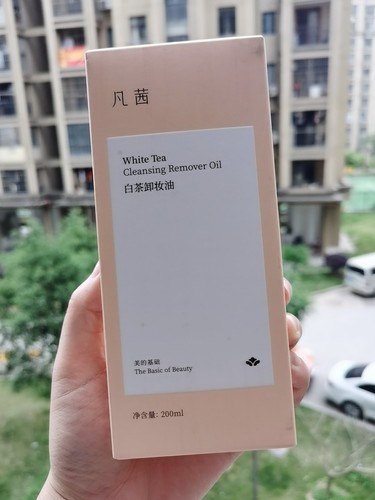 凡茜
White Tea
Cleansing Remover Oil
白茶卸妆油
美的基础
The Basic of Beauty
净含量: 200ml